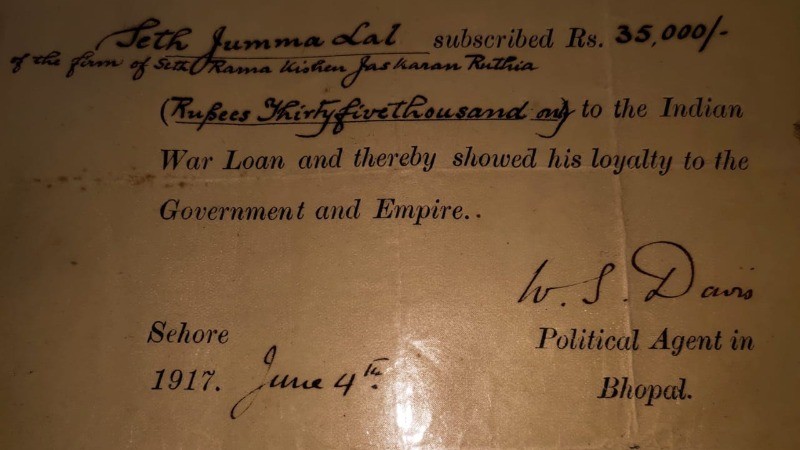 Seth Jumma Lal subscribed Rs. 35,000/-
of the firm of Seth Rama Kishen Jas Karan Ruthia
(Rupees Thirtyfivethousand only) to the Indian
War Loan and thereby showed his loyalty to the
Government and Empire..
W. S. Davis
Sehore Political Agent in
1917. June 4th. Bhopal.